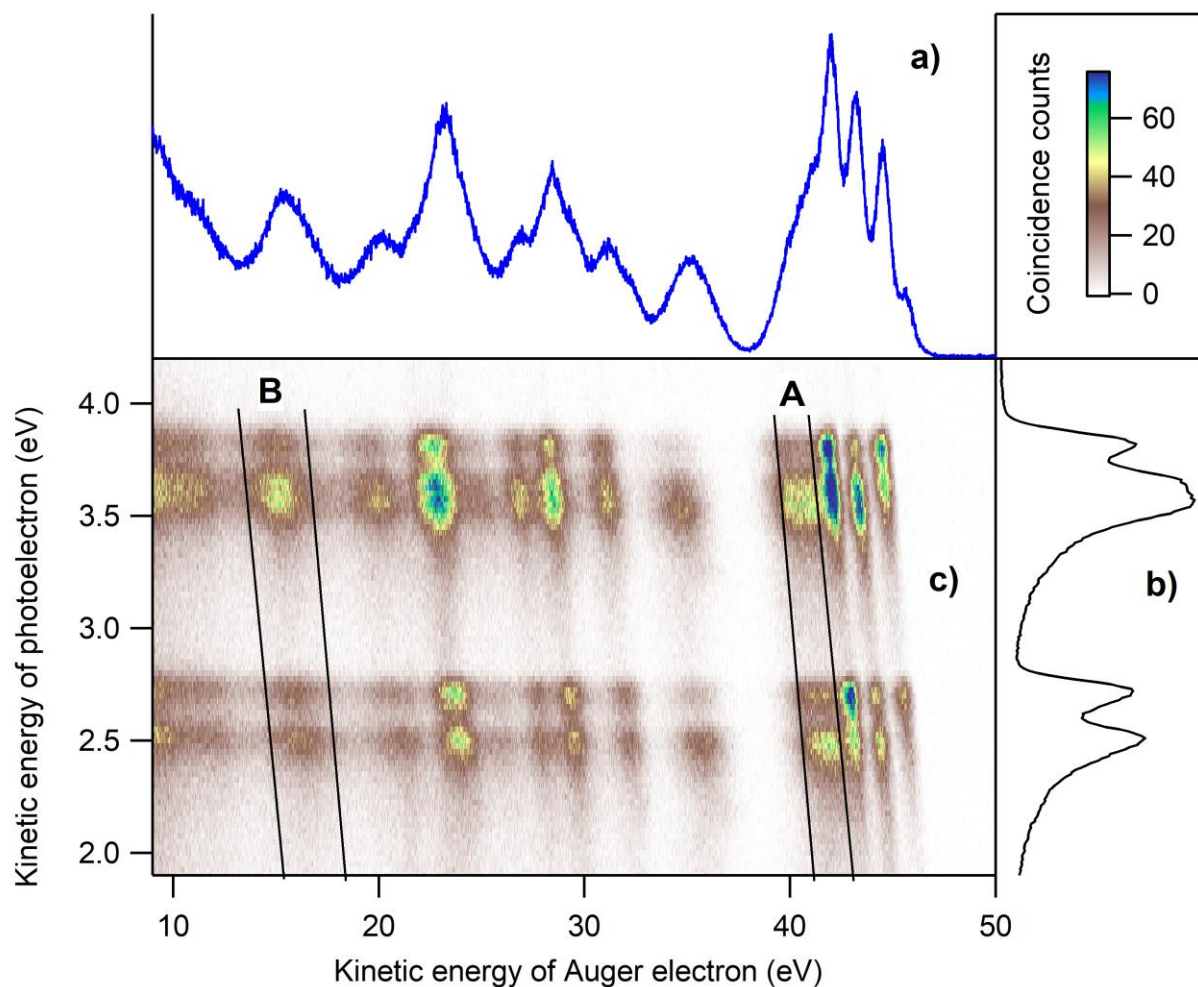 a)
Coincidence counts
60
40
20
0
Kinetic energy of photoelectron (eV)
4.0
3.5
3.0
2.5
2.0
B
A
c)
b)
10
20
30
40
50
Kinetic energy of Auger electron (eV)